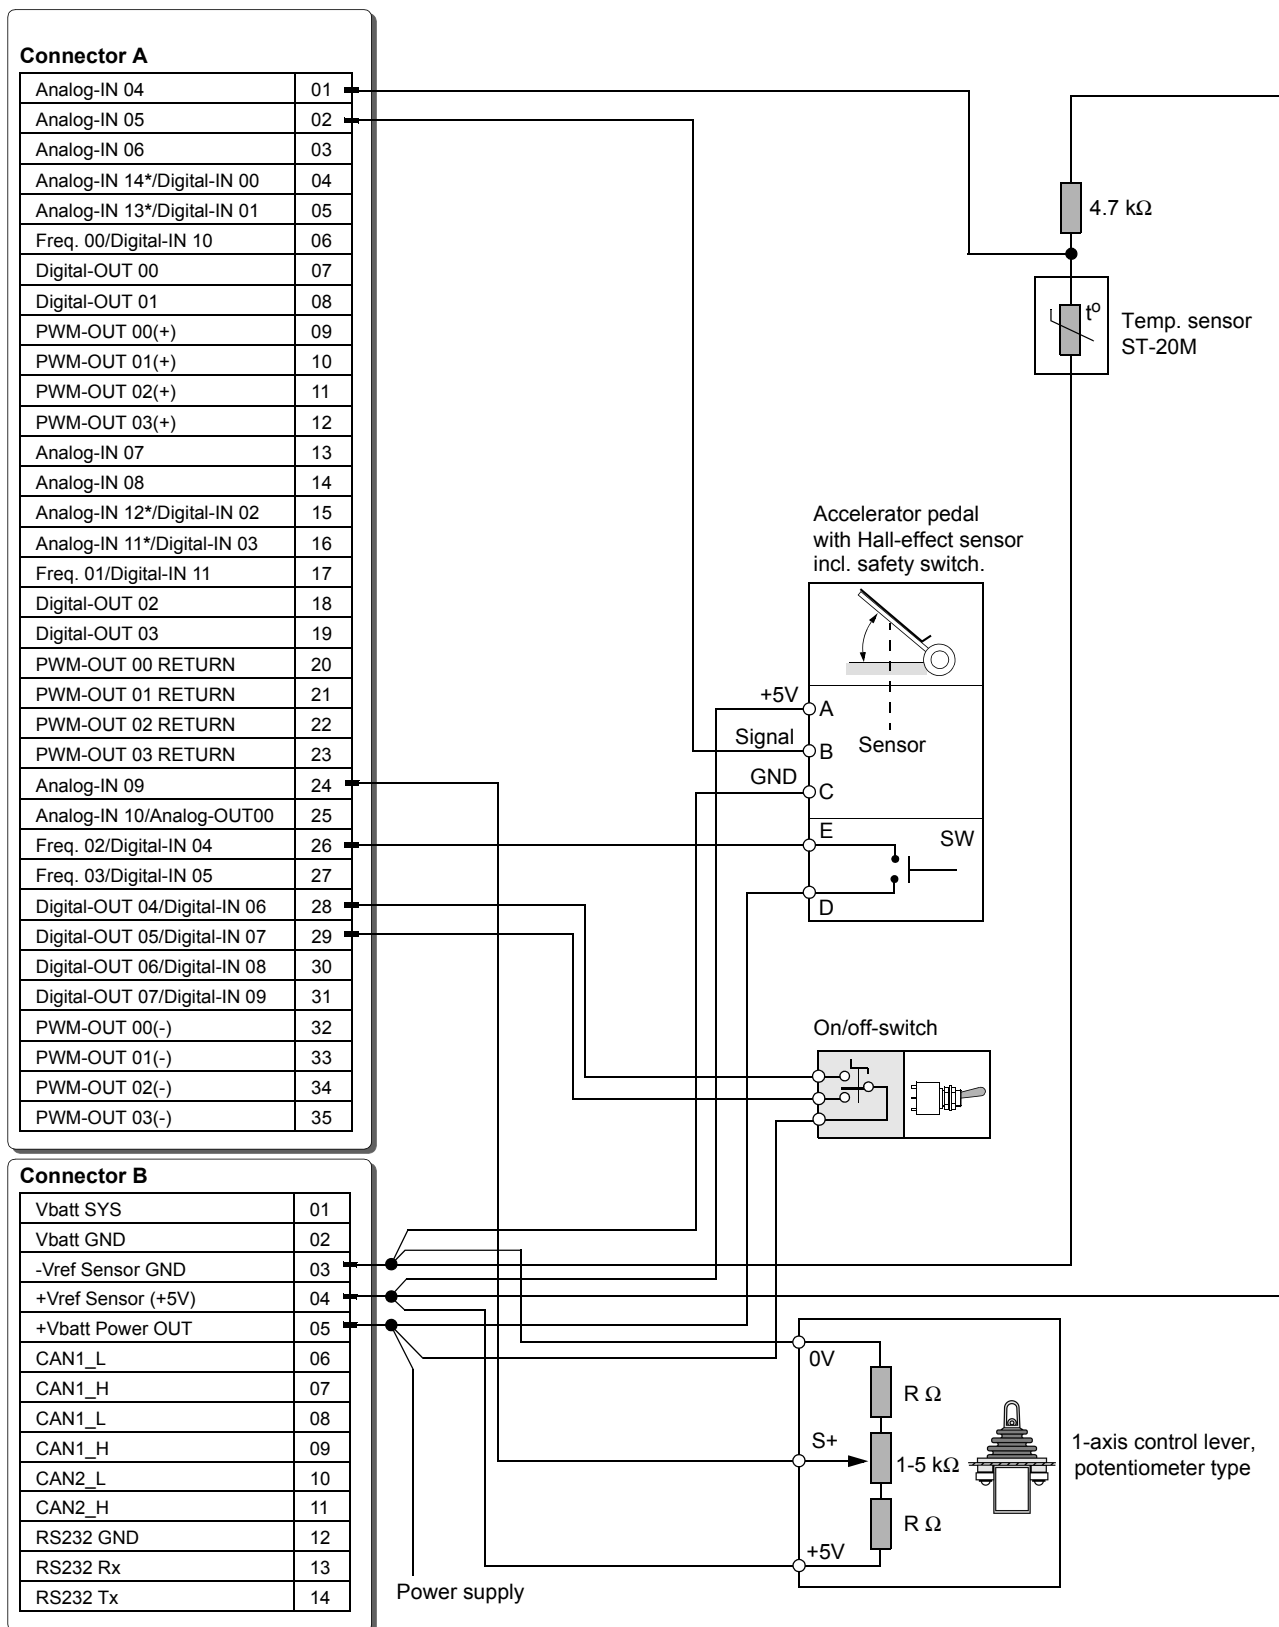 Connector A
Analog-IN 04 01
Analog-IN 05 02
Analog-IN 06 03
Analog-IN 14*/Digital-IN 00 04
Analog-IN 13*/Digital-IN 01 05
Freq. 00/Digital-IN 10 06
Digital-OUT 00 07
Digital-OUT 01 08
PWM-OUT 00(+) 09
PWM-OUT 01(+) 10
PWM-OUT 02(+) 11
PWM-OUT 03(+) 12
Analog-IN 07 13
Analog-IN 08 14
Analog-IN 12*/Digital-IN 02 15
Analog-IN 11*/Digital-IN 03 16
Freq. 01/Digital-IN 11 17
Digital-OUT 02 18
Digital-OUT 03 19
PWM-OUT 00 RETURN 20
PWM-OUT 01 RETURN 21
PWM-OUT 02 RETURN 22
PWM-OUT 03 RETURN 23
Analog-IN 09 24
Analog-IN 10/Analog-OUT00 25
Freq. 02/Digital-IN 04 26
Freq. 03/Digital-IN 05 27
Digital-OUT 04/Digital-IN 06 28
Digital-OUT 05/Digital-IN 07 29
Digital-OUT 06/Digital-IN 08 30
Digital-OUT 07/Digital-IN 09 31
PWM-OUT 00(-) 32
PWM-OUT 01(-) 33
PWM-OUT 02(-) 34
PWM-OUT 03(-) 35
Connector B
Vbatt SYS 01
Vbatt GND 02
-Vref Sensor GND 03
+Vref Sensor (+5V) 04
+Vbatt Power OUT 05
CAN1_L 06
CAN1_H 07
CAN1_L 08
CAN1_H 09
CAN2_L 10
CAN2_H 11
RS232 GND 12
RS232 Rx 13
RS232 Tx 14
4.7 kΩ
tº
Temp. sensor
ST-20M
Accelerator pedal
with Hall-effect sensor
incl. safety switch.
+5V
A
Signal
B
Sensor
GND
C
E
SW
D
On/off-switch
0V
R Ω
S+
1-5 kΩ
R Ω
+5V
1-axis control lever,
potentiometer type
Power supply